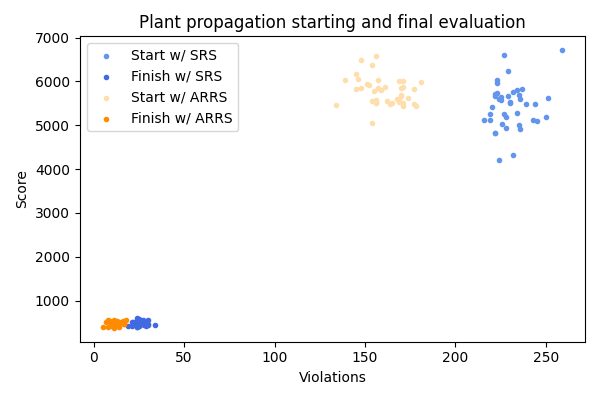 Plant propagation starting and final evaluation
Start w/ SRS
Finish w/ SRS
Start w/ ARRS
Finish w/ ARRS
Score
7000
6000
5000
4000
3000
2000
1000
0 50 100 150 200 250
Violations